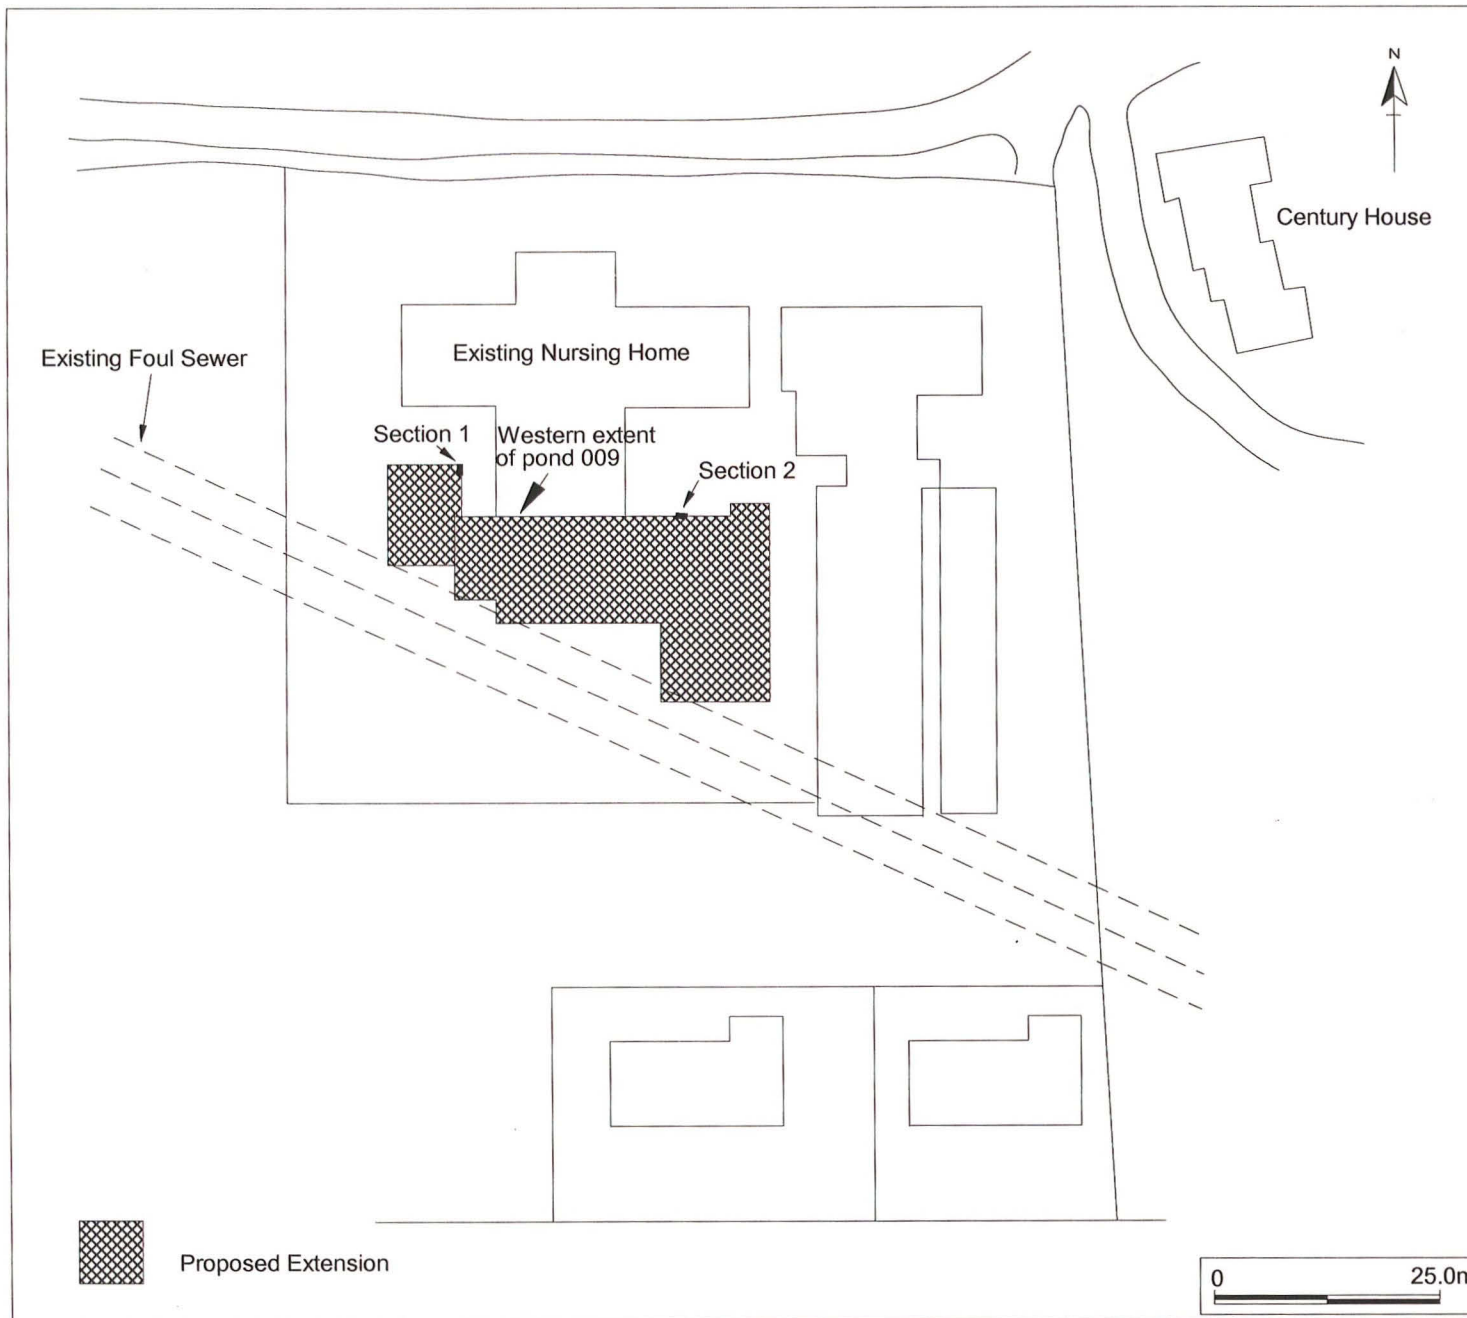 N
Century House
Existing Nursing Home
Existing Foul Sewer
Section 1
Western extent
of pond 009
Section 2
Proposed Extension
0
25.0m